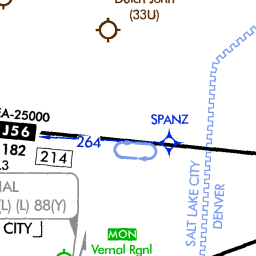 Dutch John
(33U)
EA-25000
SPANZ
J56
264
182
214
.3
IAL
(L) (L) 88(Y)
CITY
MON
Vernal Rgnl
SALT LAKE CITY
DENVER